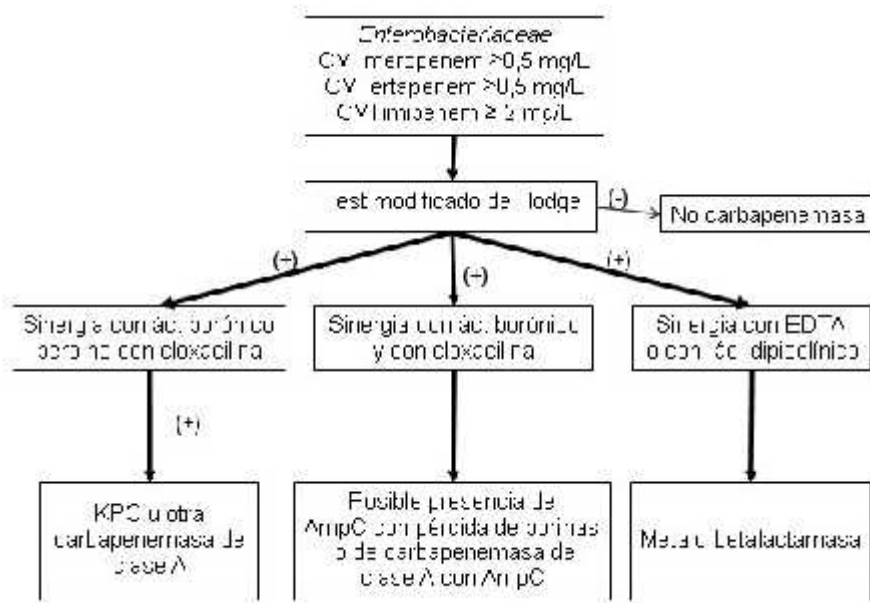 Enterobacteriaceae
CMI meropenem >0,5 mg/L
CMI ertapenem >0,5 mg/L
CMI imipenem ≥ 2 mg/L
Test modificado de Hodge
(-)
No carbapenemasa
(+)
(+)
(+)
Sinergia con ác. borónico
pero no con cloxacilina
Sinergia con ác. borónico
y con cloxacilina
Sinergia con EDTA
o con ác. dipicolínico
(+)
KPC u otra
carbapenemasa de
clase A
Posible presencia de
AmpC con pérdida de porinas
o de carbapenemasa de
clase A con AmpC
Metalo betalactamasa